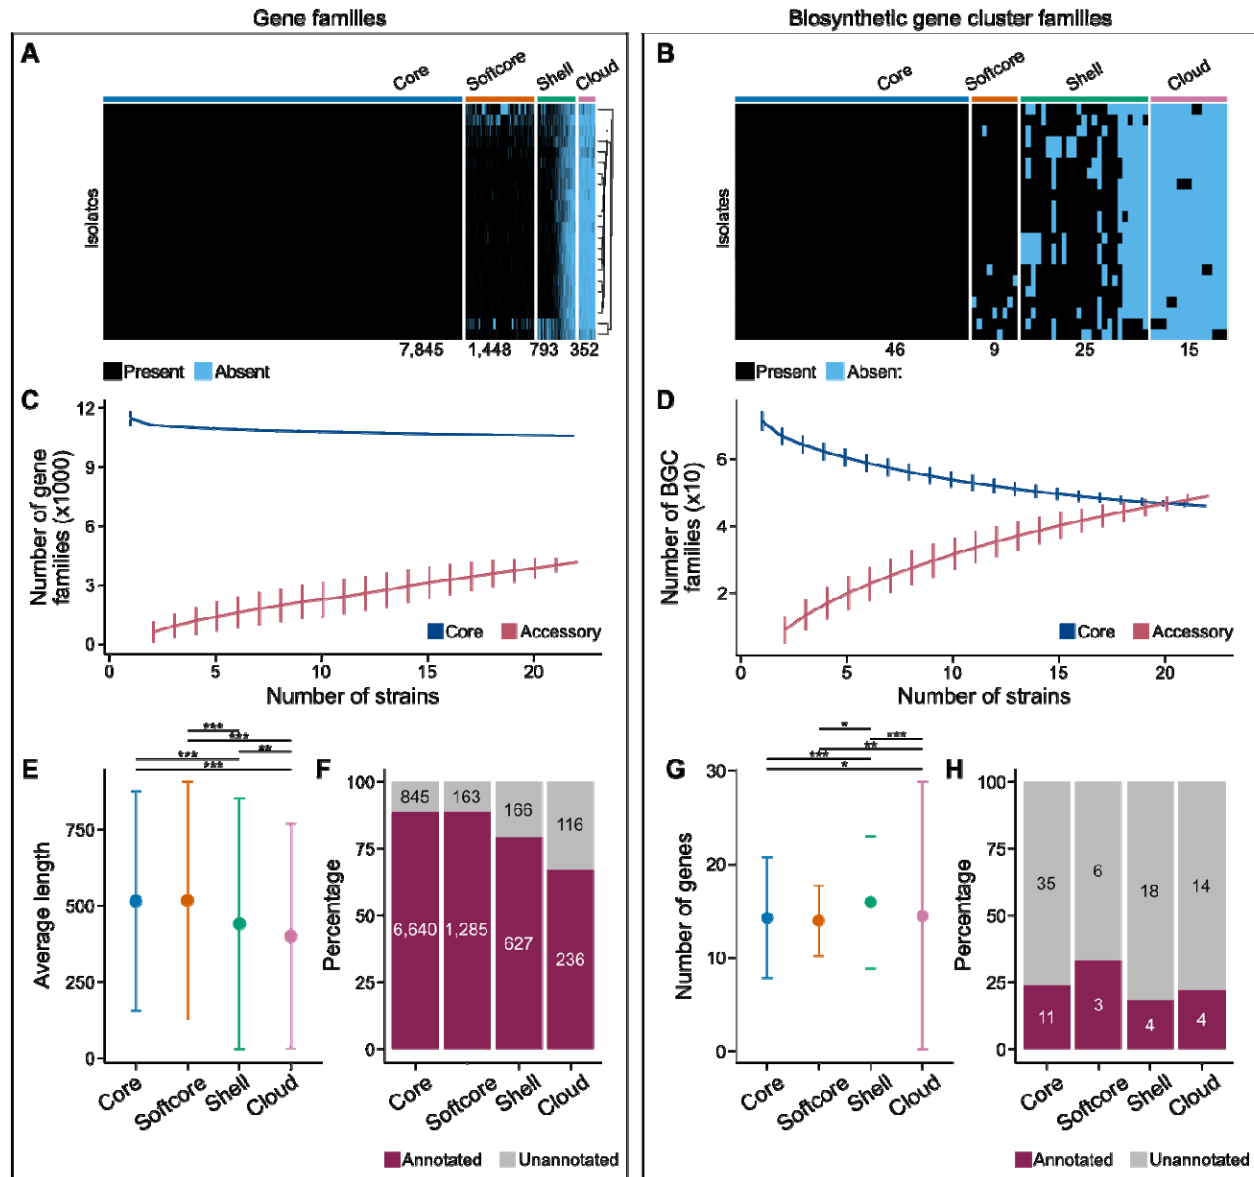 Gene families
Biosynthetic gene cluster families
A
Core
Softcore
Shell
Cloud
Isolates
7,845
1,448
793
352
Present
Absent
B
Core
Softcore
Shell
Cloud
Isolates
46
9
25
15
Present
Absent
C
Number of gene
families (x1000)
12
9
6
3
0
Core
Accessory
0
5
10
15
20
Number of strains
D
Number of BGC
families (x10)
6
4
2
Core
Accessory
0
5
10
15
20
Number of strains
E
***
***
**
***
***
Average length
750
500
250
0
Core
Softcore
Shell
Cloud
F
Percentage
100
75
50
25
0
845
163
166
116
6,640
1,285
627
236
Core
Softcore
Shell
Cloud
Annotated
Unannotated
G
*
***
**
***
*
Number of genes
30
20
10
0
Core
Softcore
Shell
Cloud
H
Percentage
100
75
50
25
0
35
6
18
14
11
3
4
4
Core
Softcore
Shell
Cloud
Annotated
Unannotated